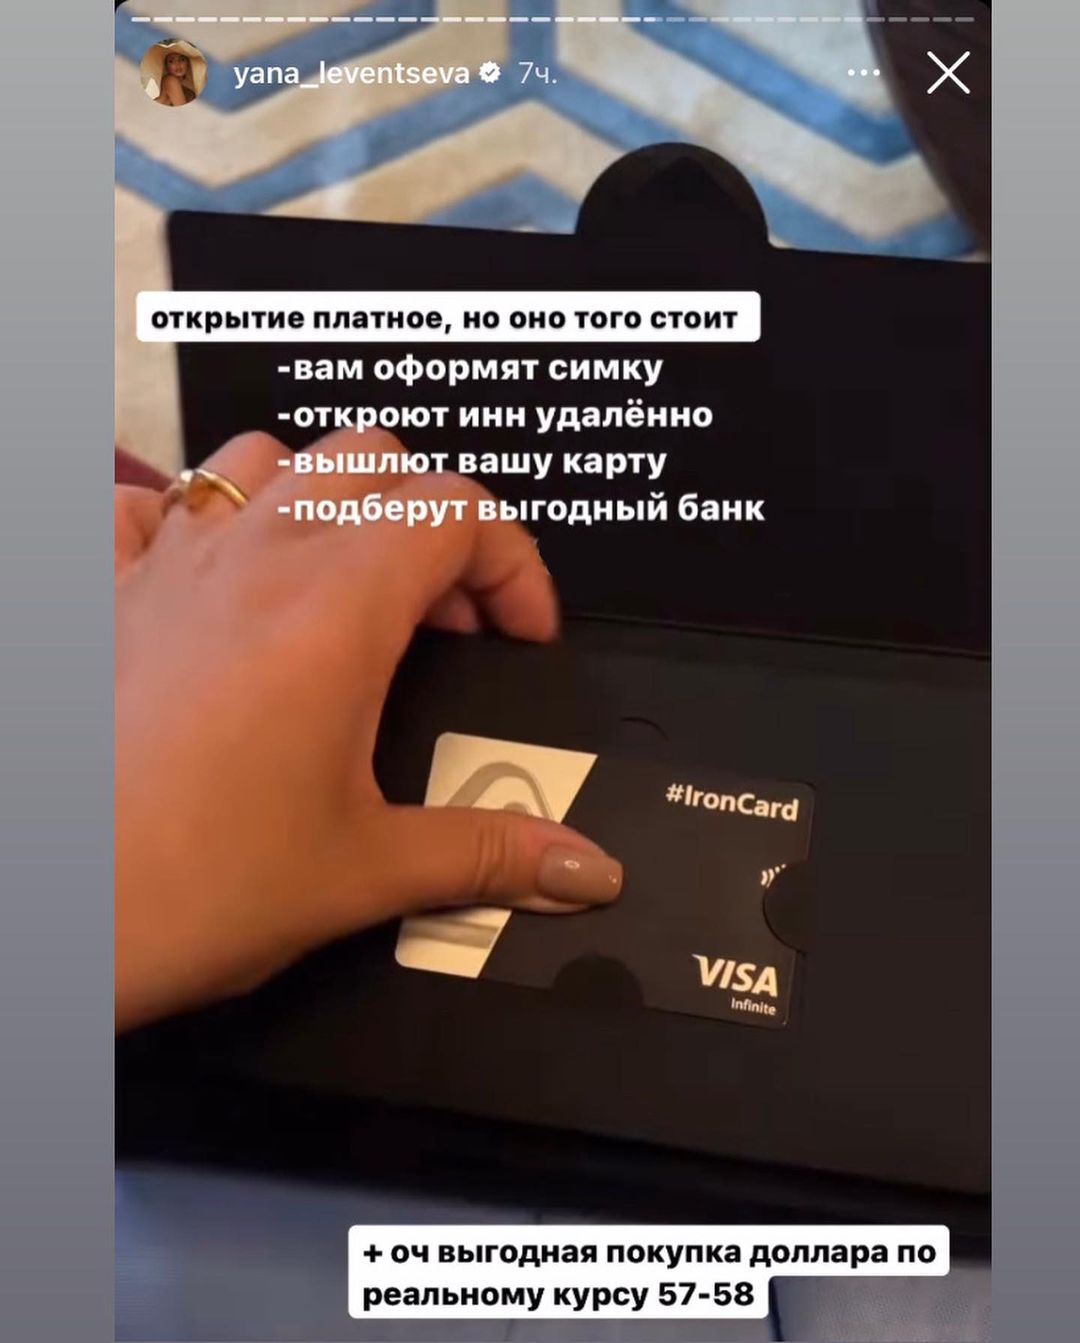 yana_leventseva 7ч.
открытие платное, но оно того стоит
-вам оформят симку
-откроют инн удалённо
-вышлют вашу карту
-подберут выгодный банк
#IronCard
VISA
Infinite
+ оч выгодная покупка доллара по
реальному курсу 57-58